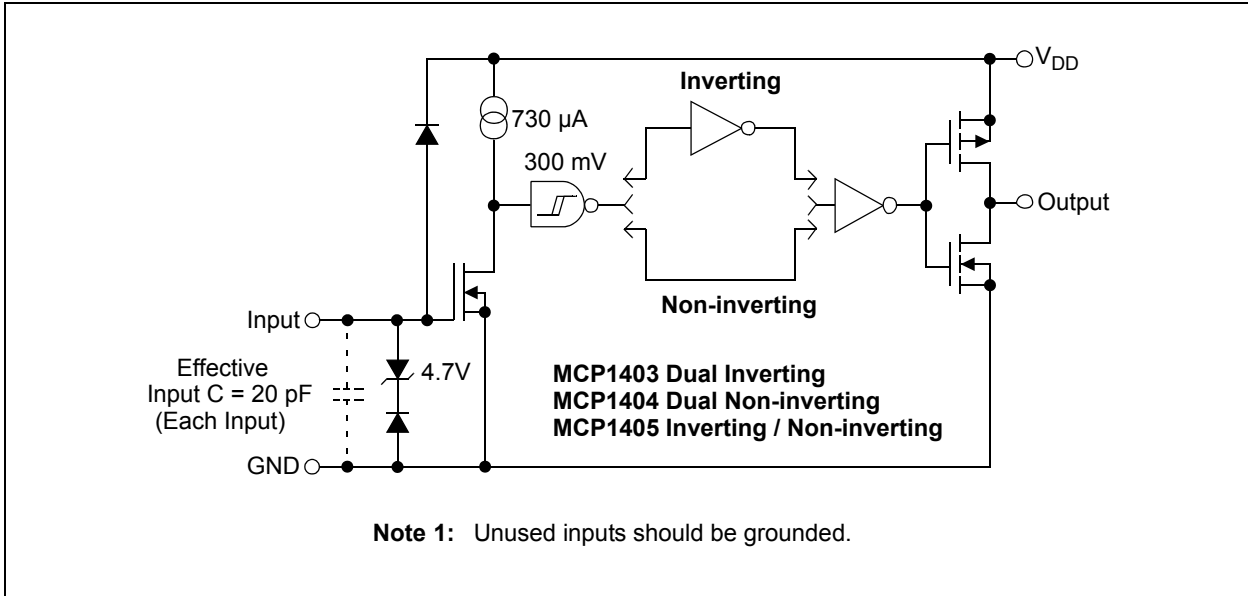 V_DD
Inverting
730 µA
300 mV
Output
Non-inverting
Input
4.7V
Effective
Input C = 20 pF
(Each Input)
MCP1403 Dual Inverting
MCP1404 Dual Non-inverting
MCP1405 Inverting / Non-inverting
GND
Note 1: Unused inputs should be grounded.